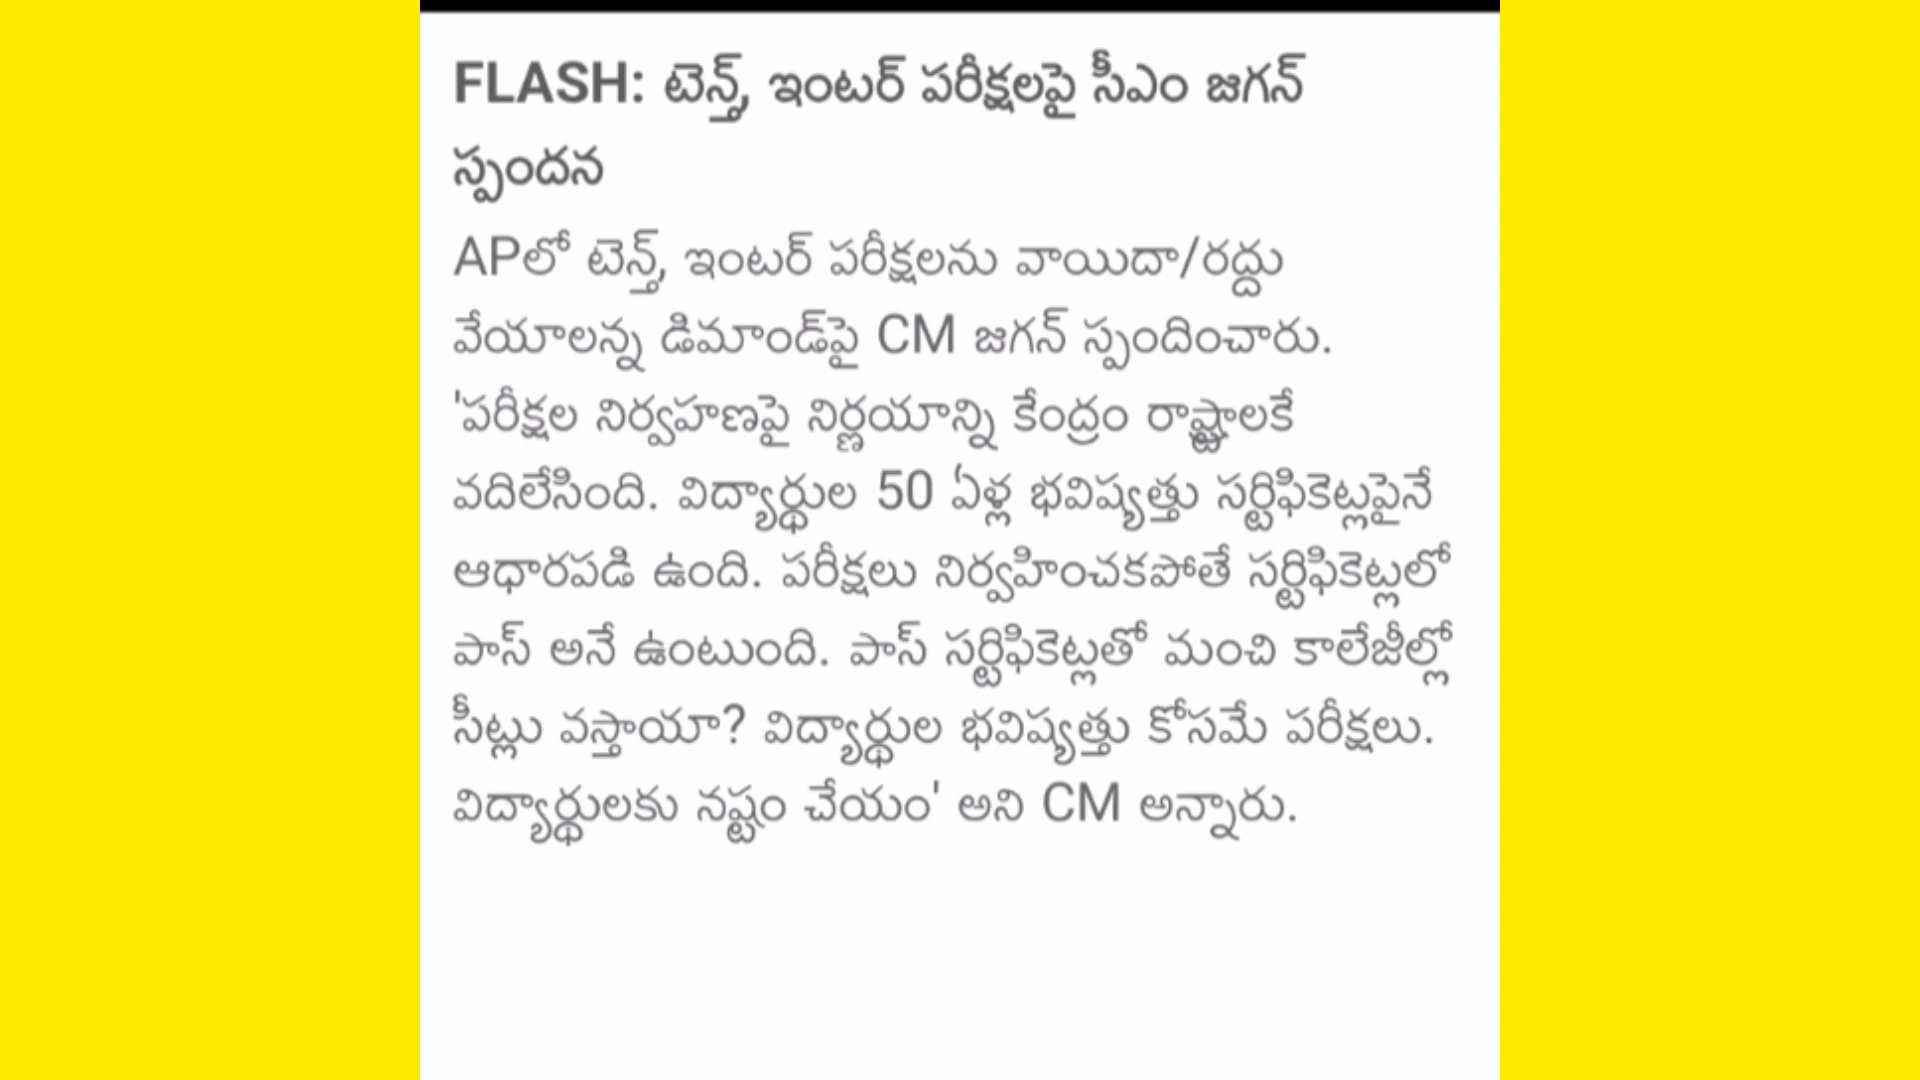 FLASH: టెన్త్, ఇంటర్ పరీక్షలపై సీఎం జగన్
స్పందన
APలో టెన్త్, ఇంటర్ పరీక్షలను వాయిదా/రద్దు
వేయాలన్న డిమాండ్‌పై CM జగన్ స్పందించారు.
'పరీక్షల నిర్వహణపై నిర్ణయాన్ని కేంద్రం రాష్ట్రాలకే
వదిలేసింది. విద్యార్థుల 50 ఏళ్ల భవిష్యత్తు సర్టిఫికెట్లపైనే
ఆధారపడి ఉంది. పరీక్షలు నిర్వహించకపోతే సర్టిఫికెట్లలో
పాస్ అనే ఉంటుంది. పాస్ సర్టిఫికెట్లతో మంచి కాలేజీల్లో
సీట్లు వస్తాయా? విద్యార్థుల భవిష్యత్తు కోసమే పరీక్షలు.
విద్యార్థులకు నష్టం చేయం' అని CM అన్నారు.